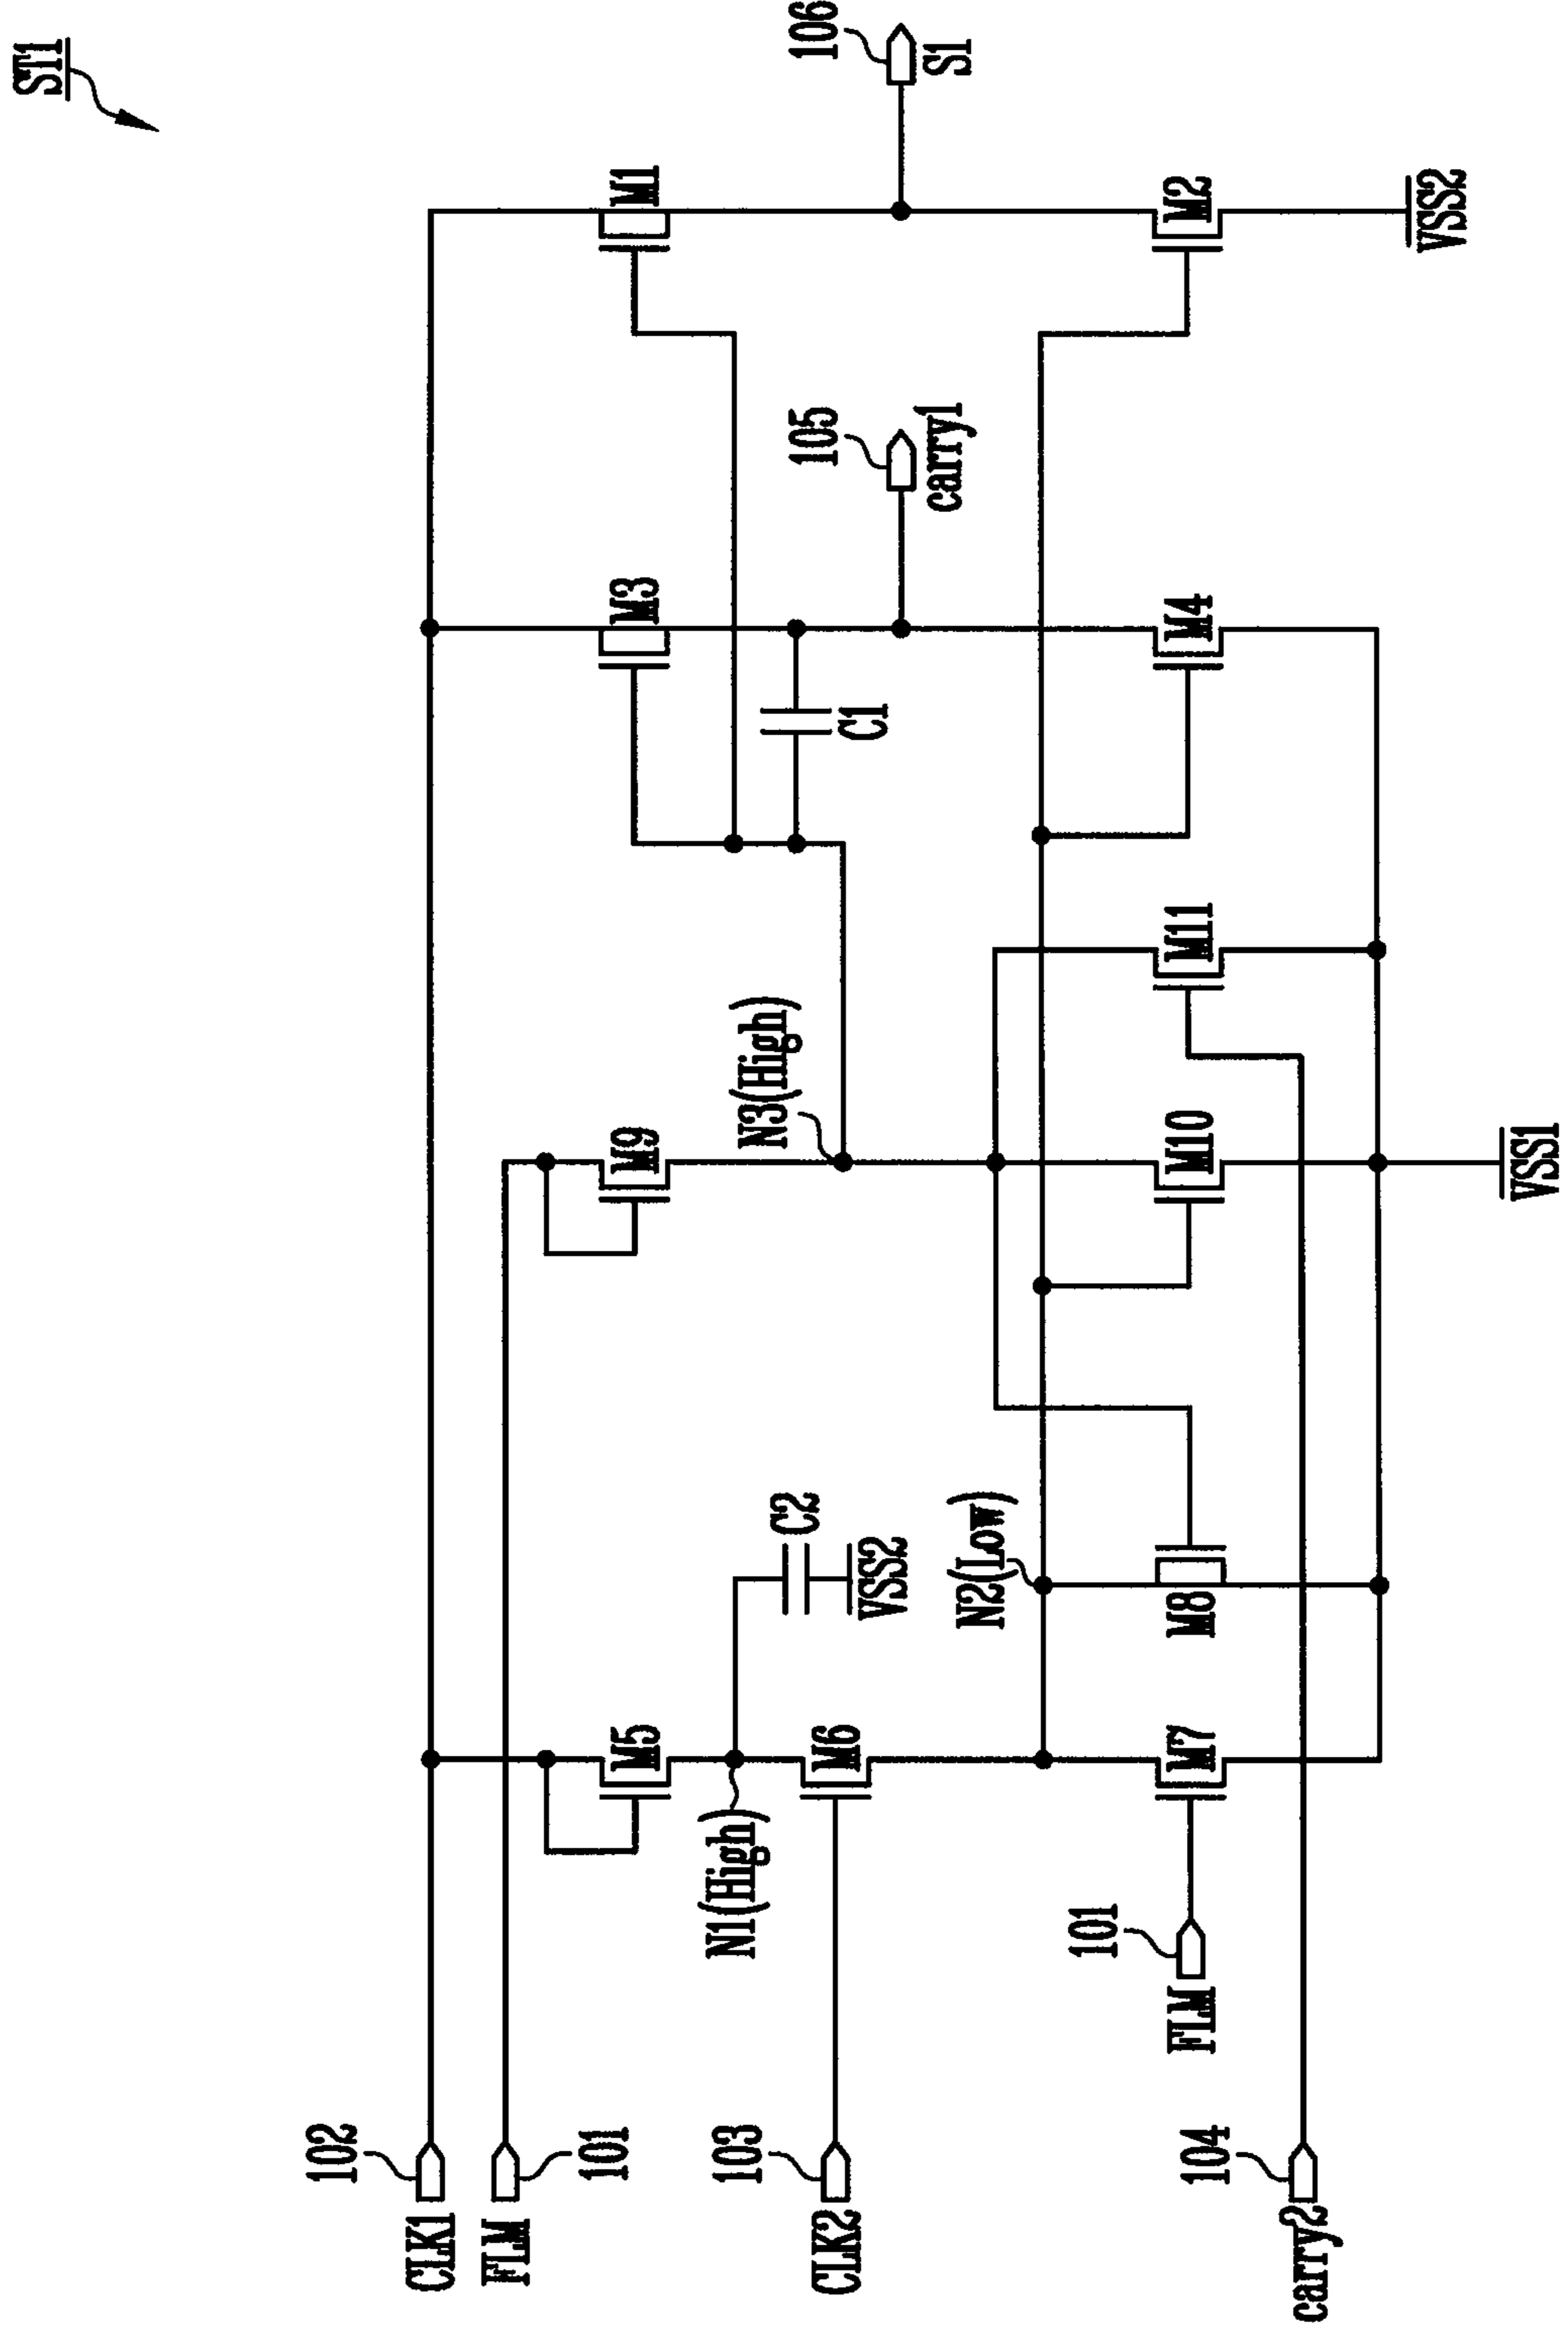 ST1
102
CLK1
101
FLM
103
CLK2
101
FLM
104
carry2
M5
N1(High)
C2
VSS2
M6
M7
N2(Low)
M8
M9
N3(High)
M10
M11
VSS1
M3
C1
105
carry1
M4
M1
106
S1
M2
VSS2